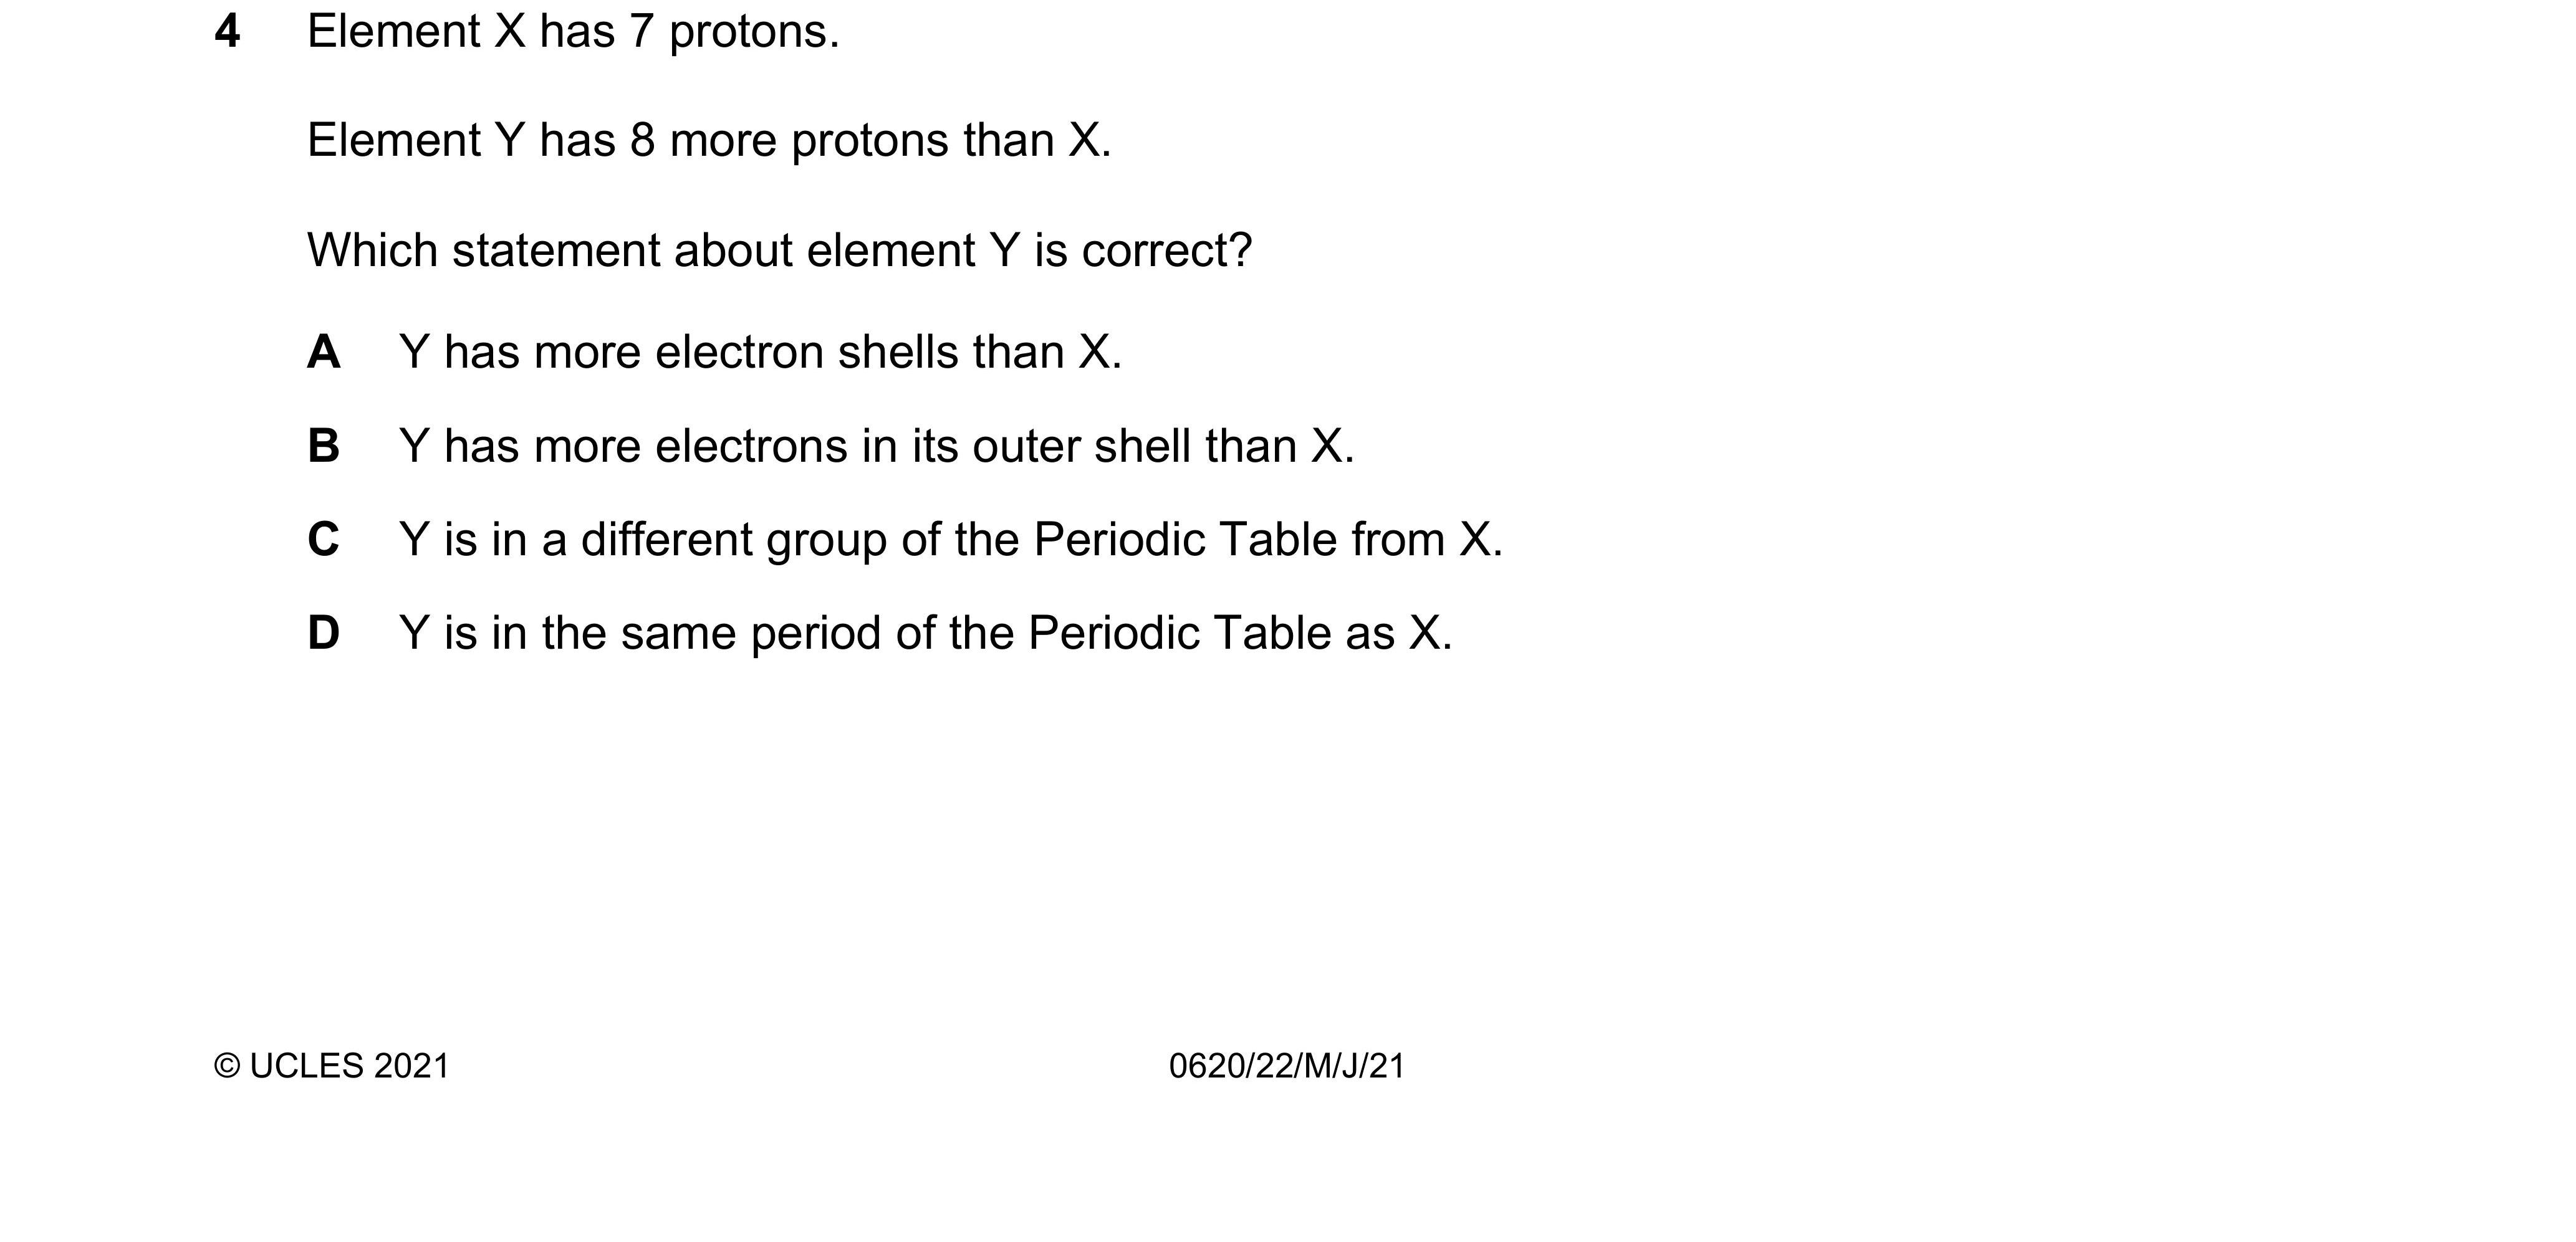 4 Element X has 7 protons.
Element Y has 8 more protons than X.
Which statement about element Y is correct?
A Y has more electron shells than X.
B Y has more electrons in its outer shell than X.
C Y is in a different group of the Periodic Table from X.
D Y is in the same period of the Periodic Table as X.
© UCLES 2021 0620/22/M/J/21